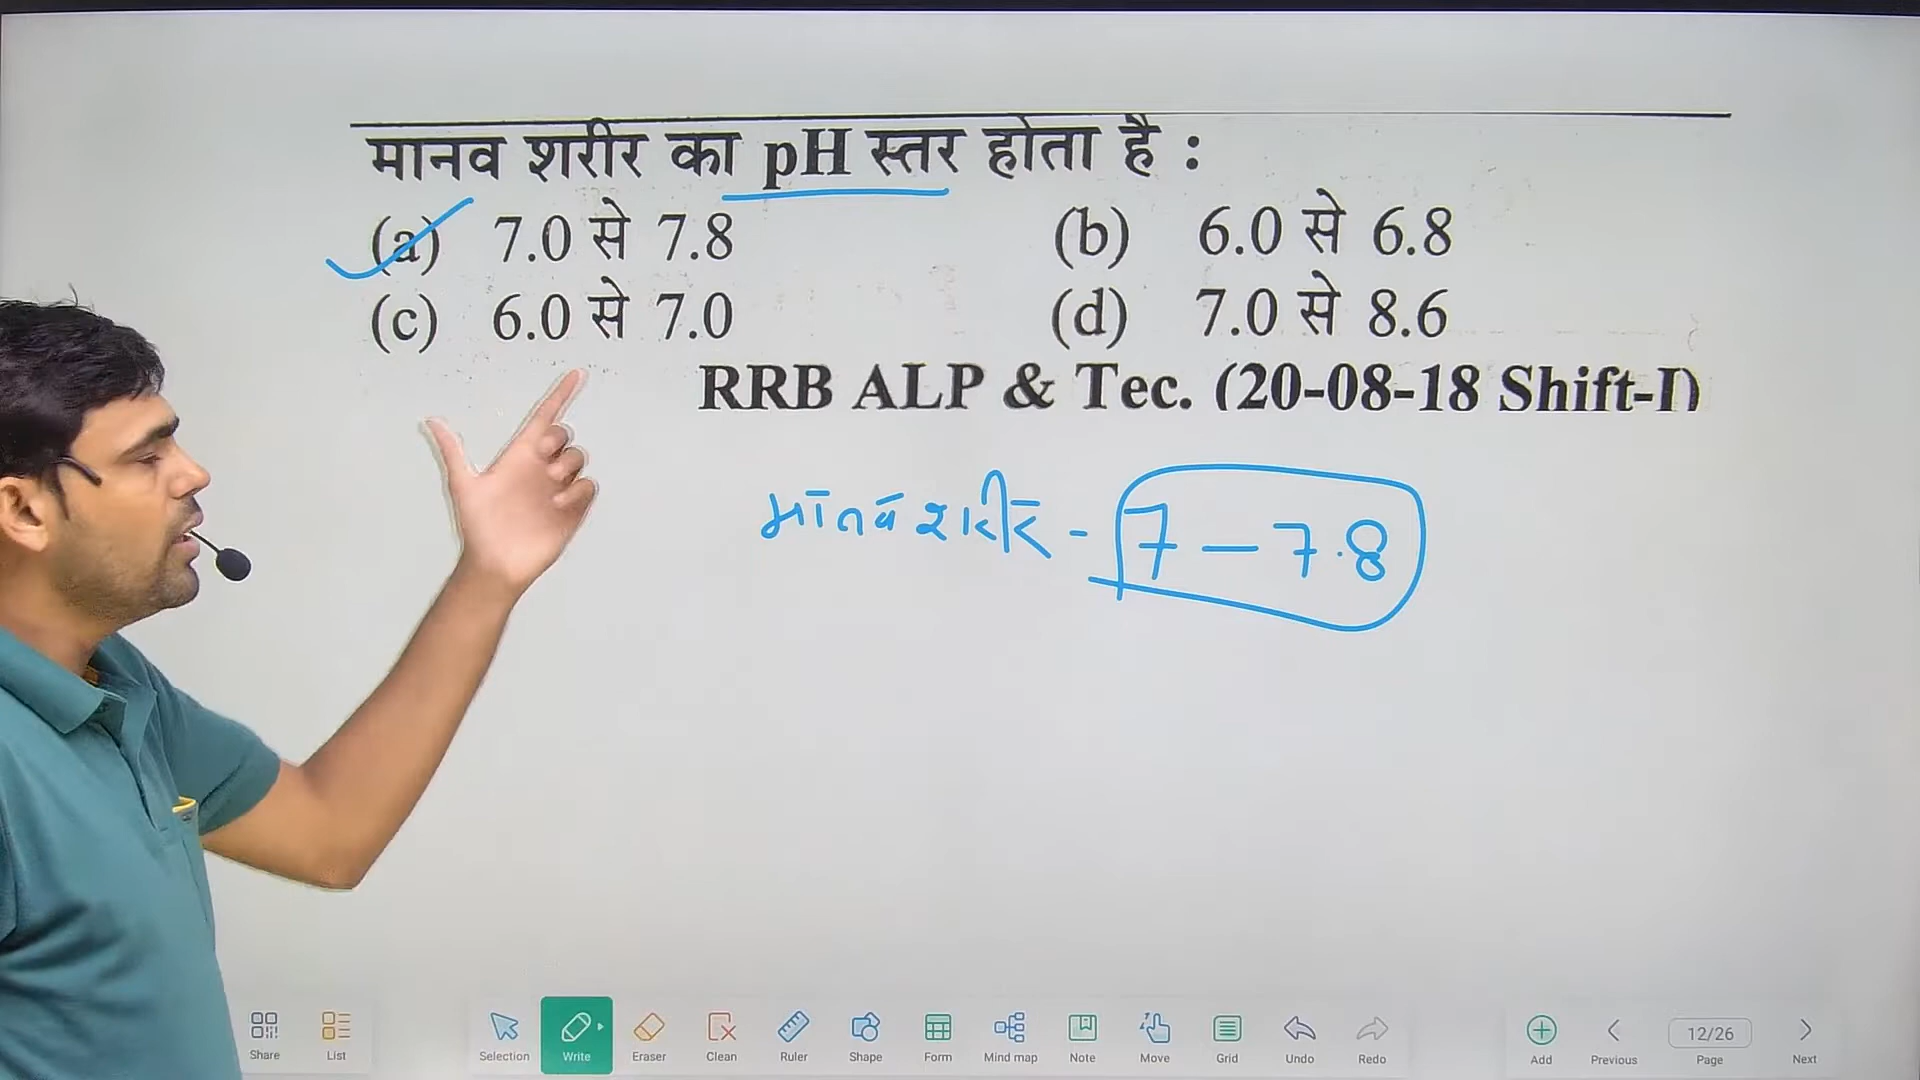 मानव शरीर का pH स्तर होता है :
(a) 7.0 से 7.8 (b) 6.0 से 6.8
(c) 6.0 से 7.0 (d) 7.0 से 8.6
RRB ALP & Tec. (20-08-18 Shift-I)
मानव शरीर - 7 – 7.8
Share List Selection Write Eraser Clean Ruler Shape Form Mind map Note Move Grid Undo Redo Add Previous 12/26 Page Next